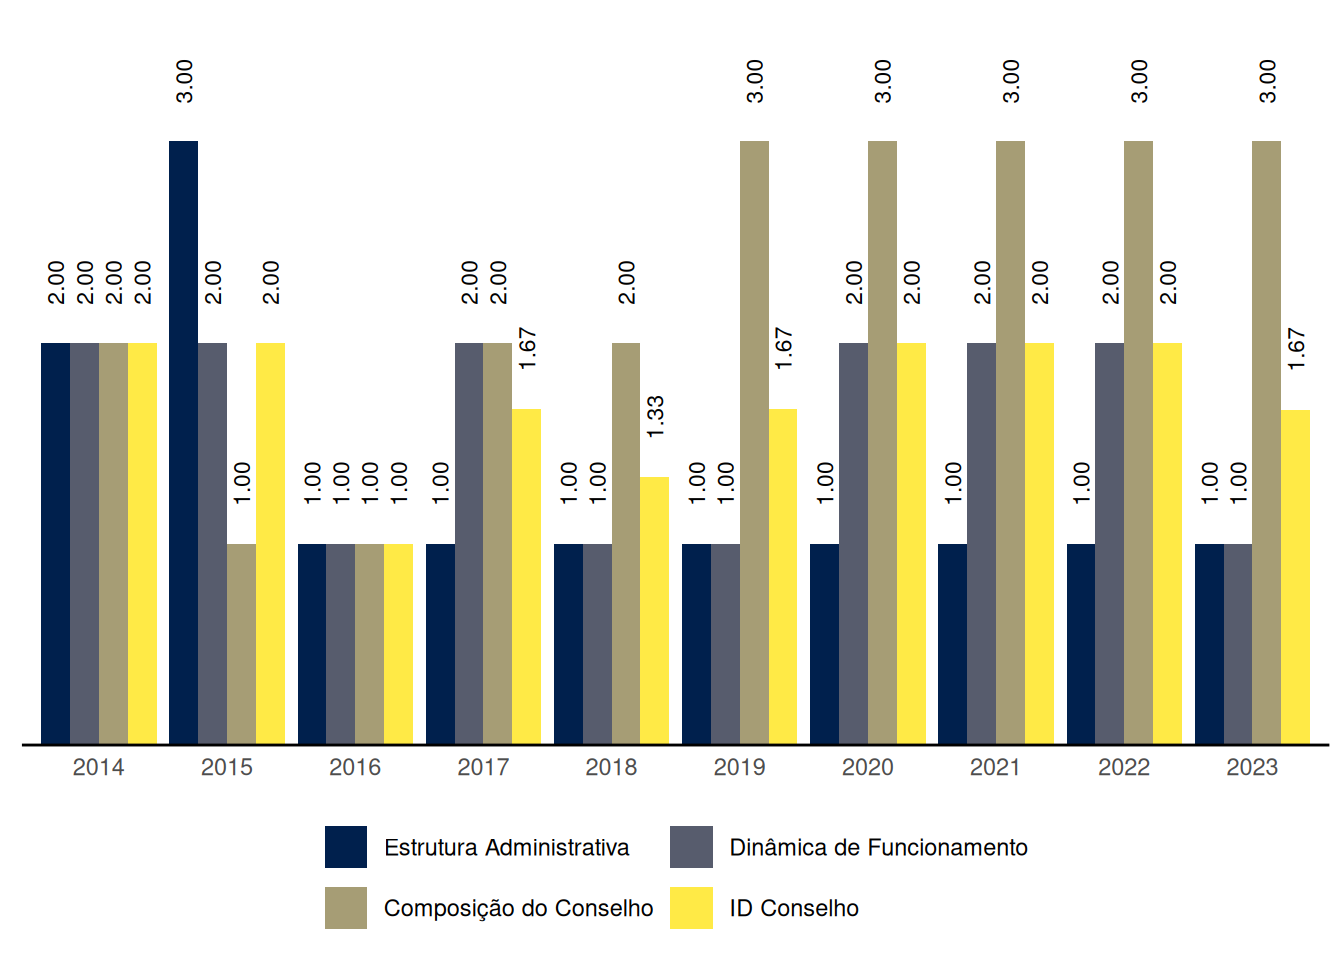 3.00 3.00 3.00 3.00 3.00 3.00
2.00 2.00 2.00 2.00 2.00 2.00 2.00 2.00 2.00 2.00 2.00 2.00 2.00 2.00 2.00
1.67 1.67 1.67
1.33
1.00 1.00 1.00 1.00 1.00 1.00 1.00 1.00 1.00 1.00 1.00 1.00 1.00 1.00 1.00
2014 2015 2016 2017 2018 2019 2020 2021 2022 2023
Estrutura Administrativa Dinâmica de Funcionamento
Composição do Conselho ID Conselho